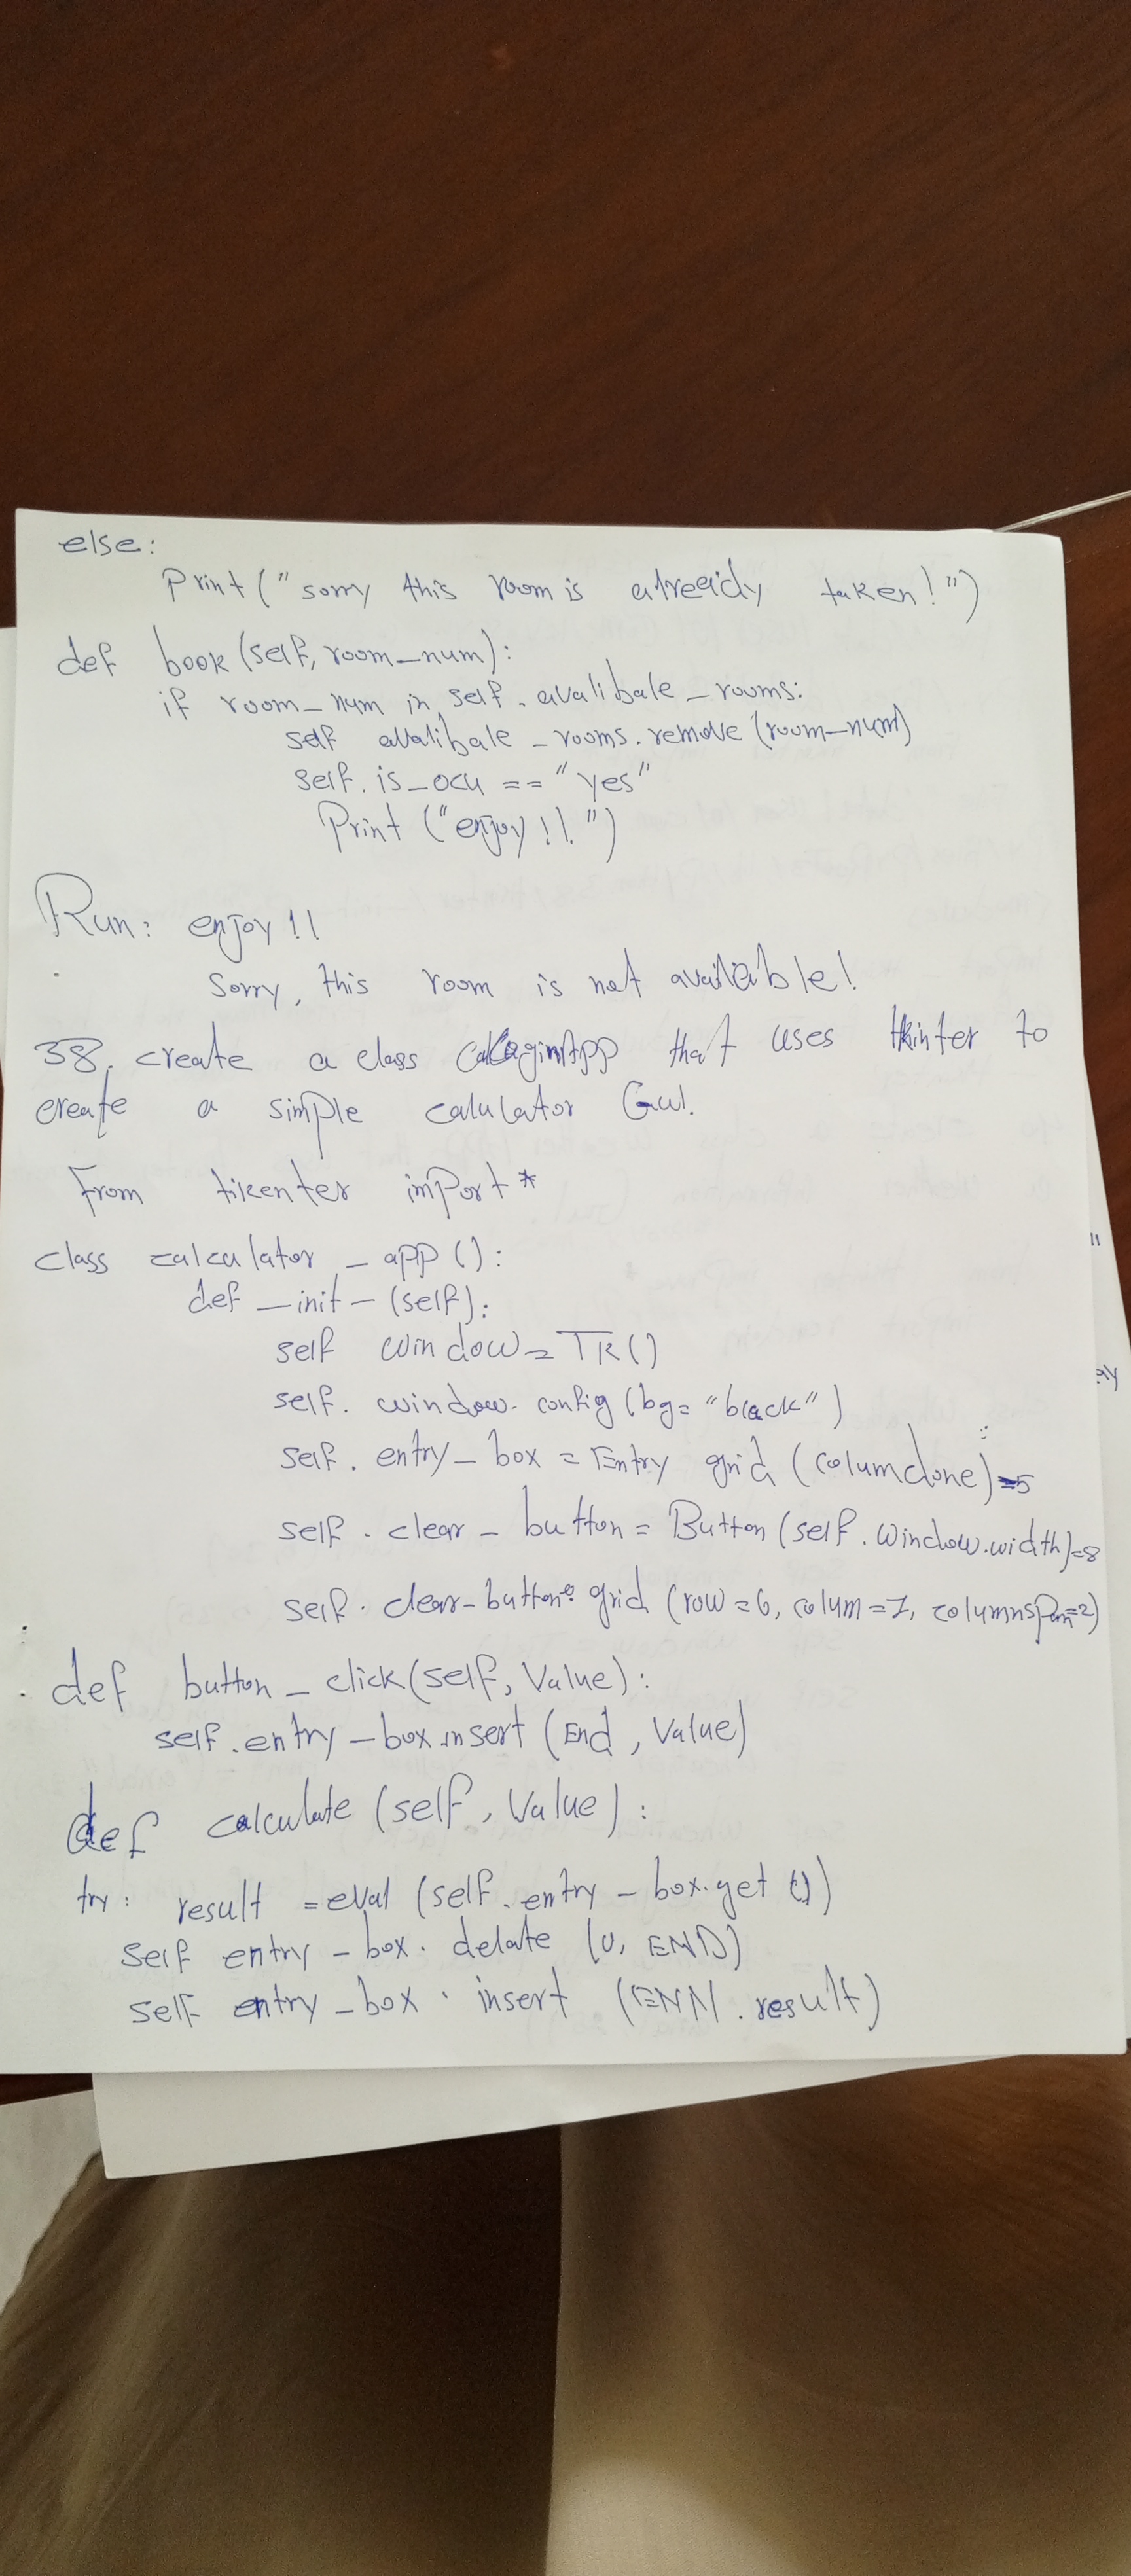 else:
Print ("sorry this room is alreaidy taken!")
def book (self, room_num):
if room_num in self. avalibale_rooms:
self avalibale_rooms. remove (room_num)
self. is_ocu == "yes"
Print ("enjoy!!")
Run: enjoy!!
Sorry, this room is not available!
38. create a class that uses tkinter to
create a simple calulator Gui.
From tikenter import *
class calculator_app ():
def _init_ (self):
self window = TK()
self. window. config (bg= "black")
self. entry_box = Entry grid (columdone)=5
self. clear_button = Button (self. window.width)=8
self. clear_button. grid (row=6, colum=1, columnspan=2)
def button_click (self, Value):
self.entry_box.insert (End, Value)
def calculate (self, Value):
try: result = eval (self.entry_box.get ())
self entry_box. delate (0, END)
self entry_box. insert (ENN. result)